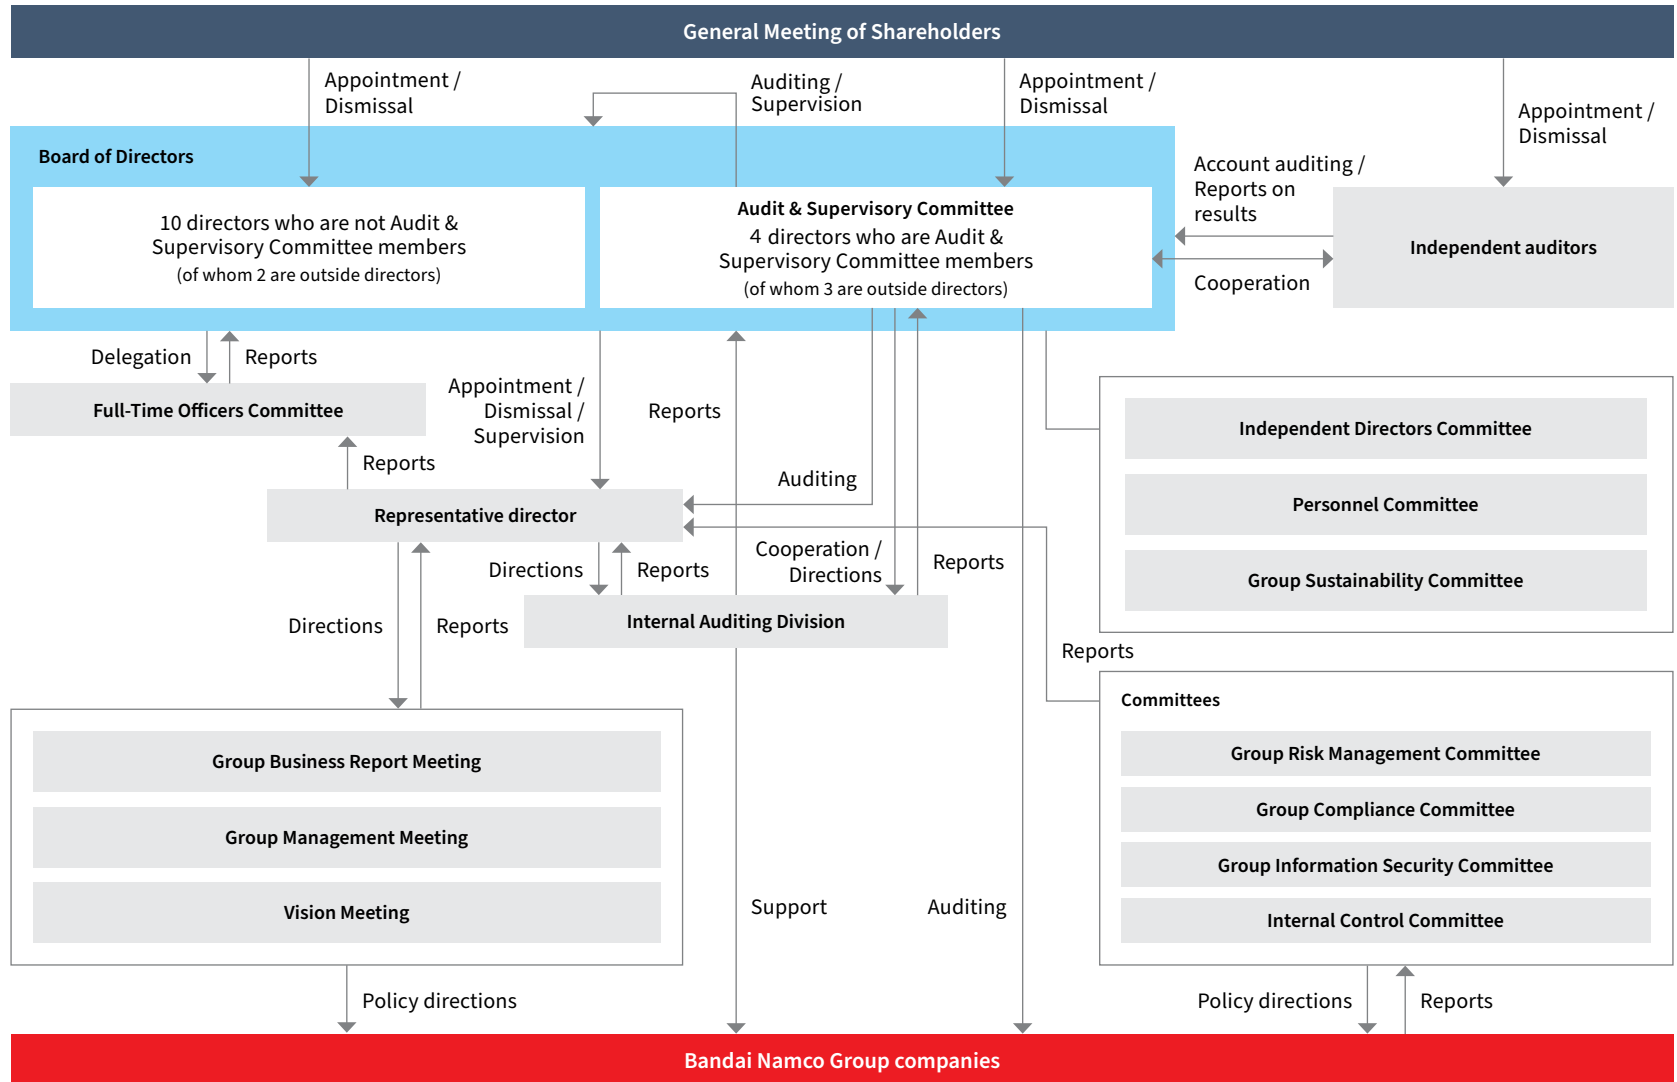 General Meeting of Shareholders
Appointment /
Dismissal
Auditing /
Supervision
Appointment /
Dismissal
Appointment /
Dismissal
Board of Directors
10 directors who are not Audit &
Supervisory Committee members
(of whom 2 are outside directors)
Audit & Supervisory Committee
4 directors who are Audit &
Supervisory Committee members
(of whom 3 are outside directors)
Account auditing /
Reports on
results
Cooperation
Independent auditors
Delegation
Reports
Full-Time Officers Committee
Reports
Appointment /
Dismissal /
Supervision
Reports
Auditing
Representative director
Directions
Reports
Cooperation /
Directions
Reports
Internal Auditing Division
Directions
Reports
Independent Directors Committee
Personnel Committee
Group Sustainability Committee
Reports
Committees
Group Risk Management Committee
Group Compliance Committee
Group Information Security Committee
Internal Control Committee
Group Business Report Meeting
Group Management Meeting
Vision Meeting
Support
Auditing
Policy directions
Policy directions
Reports
Bandai Namco Group companies